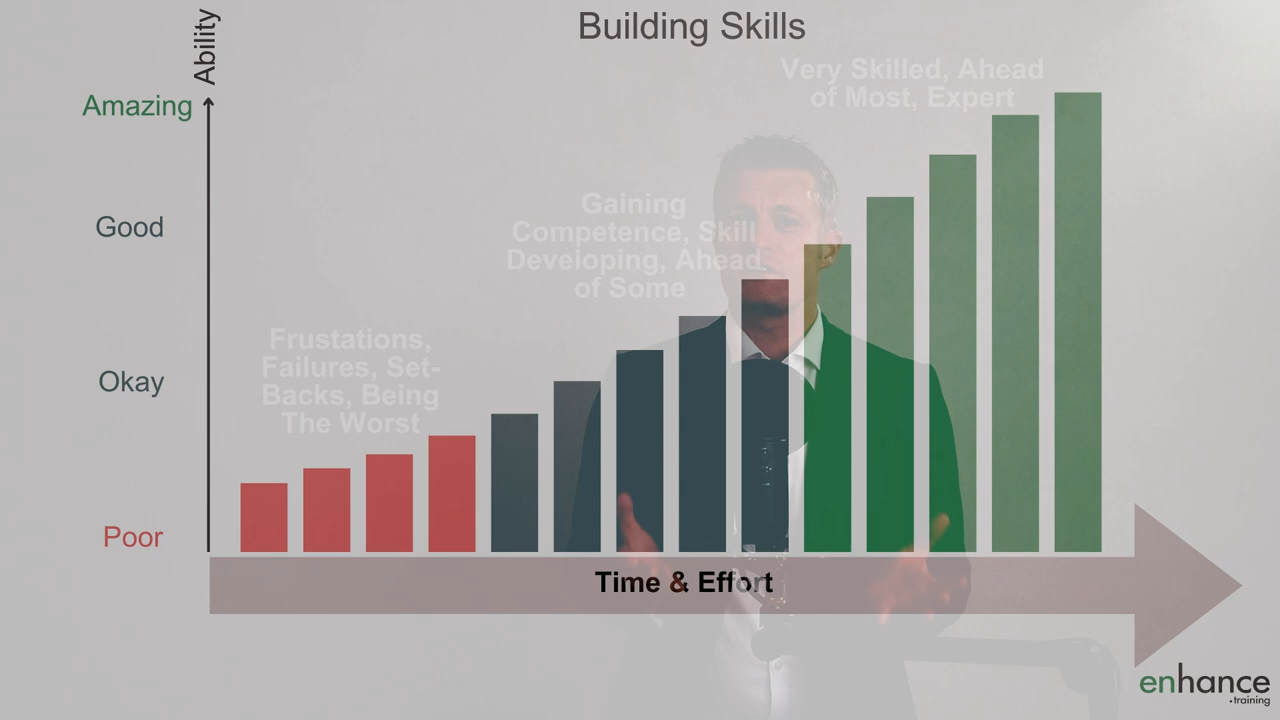 Building Skills
Ability
Amazing
Good
Okay
Poor
Very Skilled, Ahead
of Most, Expert
Gaining
Competence, Skill
Developing, Ahead
of Some
Frustations,
Failures, Set-
Backs, Being
The Worst
Time & Effort
enhance
.training